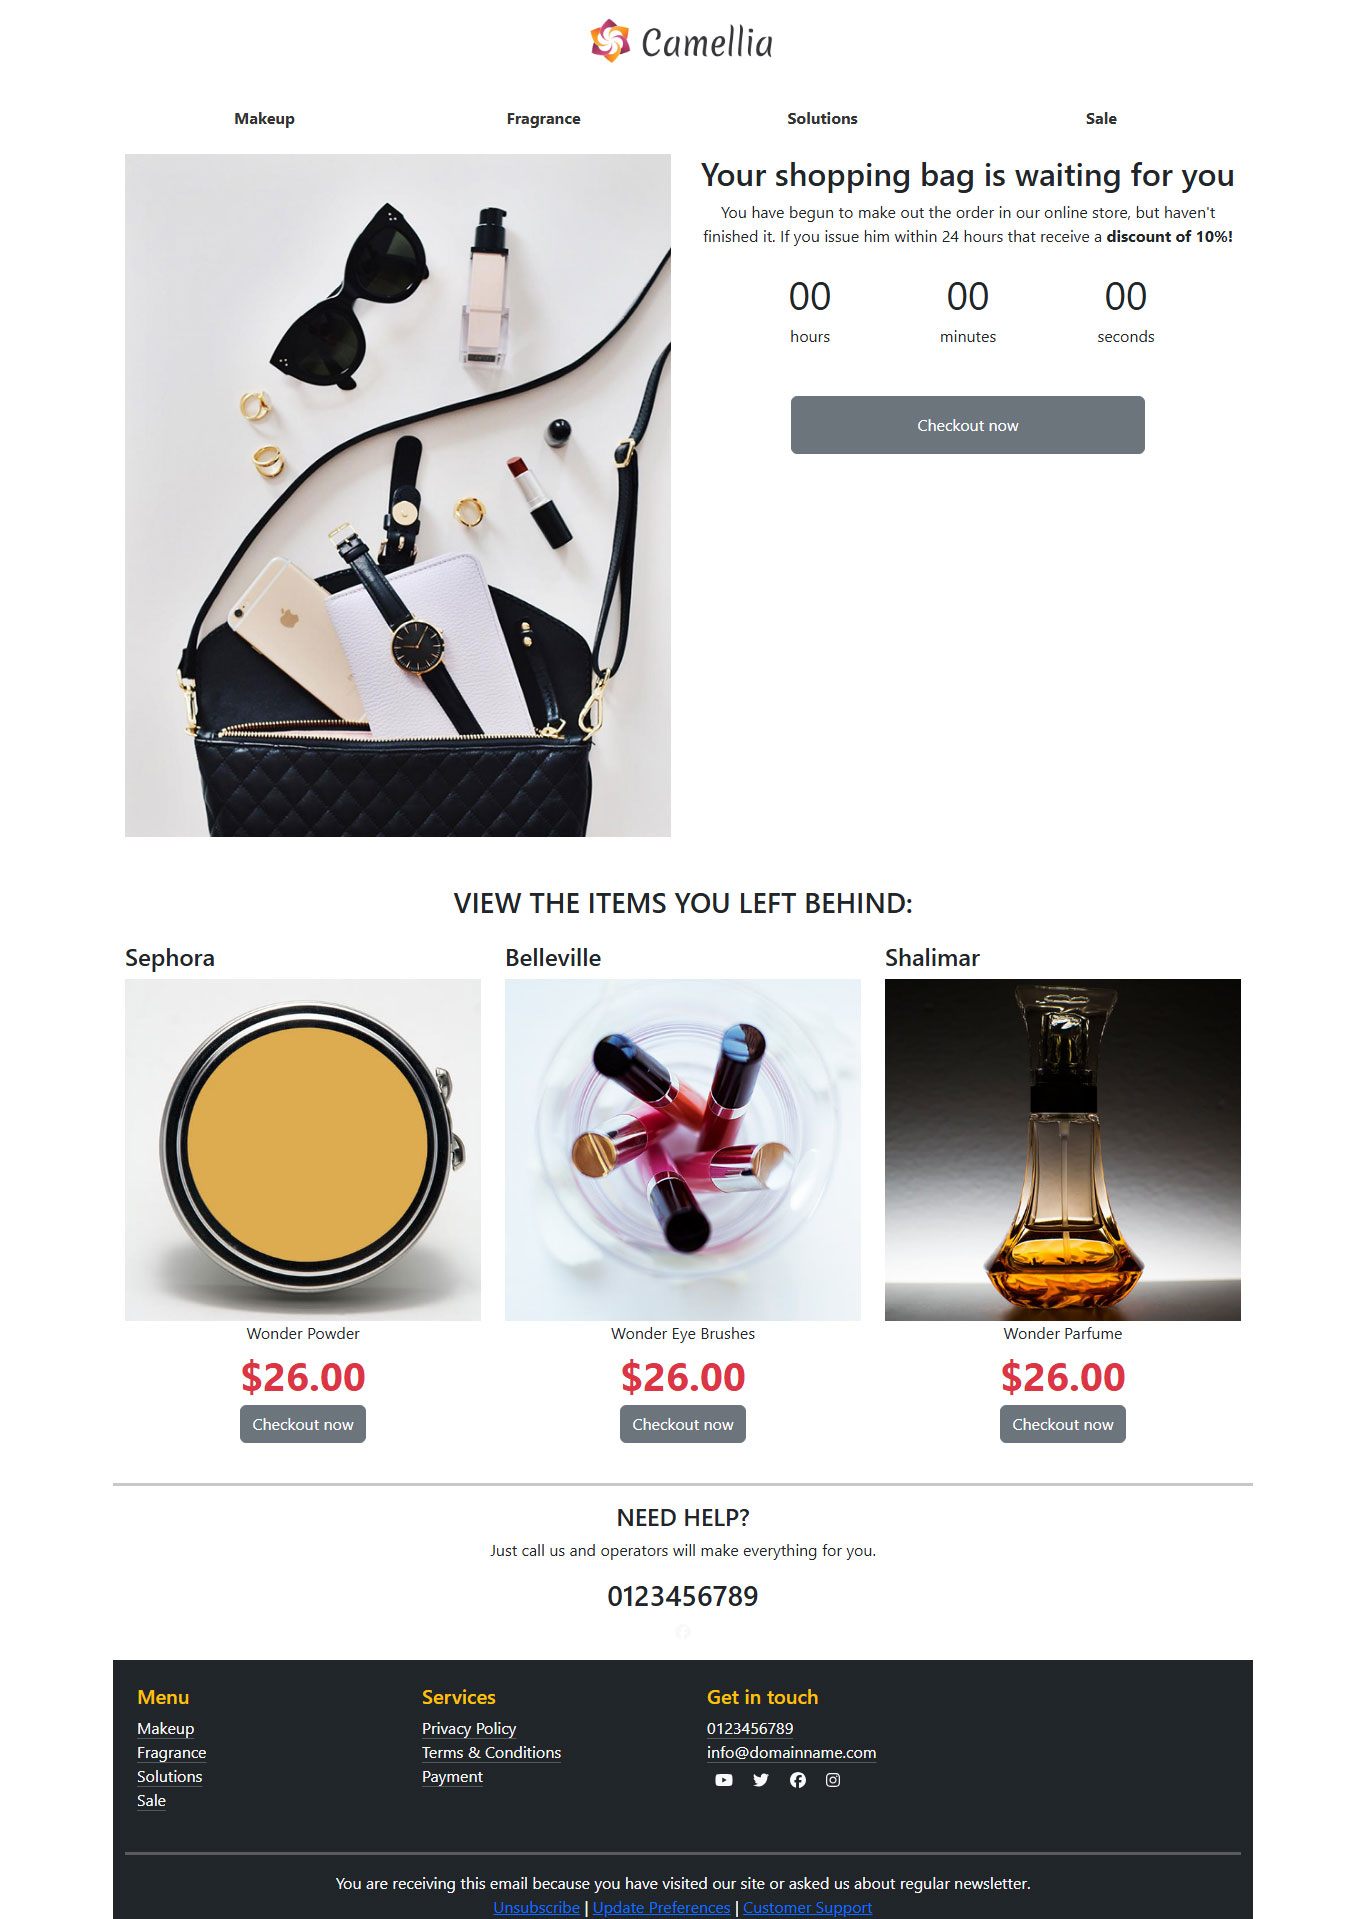 Camellia
Makeup Fragrance Solutions Sale
Your shopping bag is waiting for you
You have begun to make out the order in our online store, but haven't
finished it. If you issue him within 24 hours that receive a discount of 10%!
00 00 00
hours minutes seconds
Checkout now
VIEW THE ITEMS YOU LEFT BEHIND:
Sephora Belleville Shalimar
Wonder Powder Wonder Eye Brushes Wonder Parfume
$26.00 $26.00 $26.00
Checkout now Checkout now Checkout now
NEED HELP?
Just call us and operators will make everything for you.
0123456789
Menu Services Get in touch
Makeup Privacy Policy 0123456789
Fragrance Terms & Conditions info@domainname.com
Solutions Payment
Sale
You are receiving this email because you have visited our site or asked us about regular newsletter.
Unsubscribe | Update Preferences | Customer Support